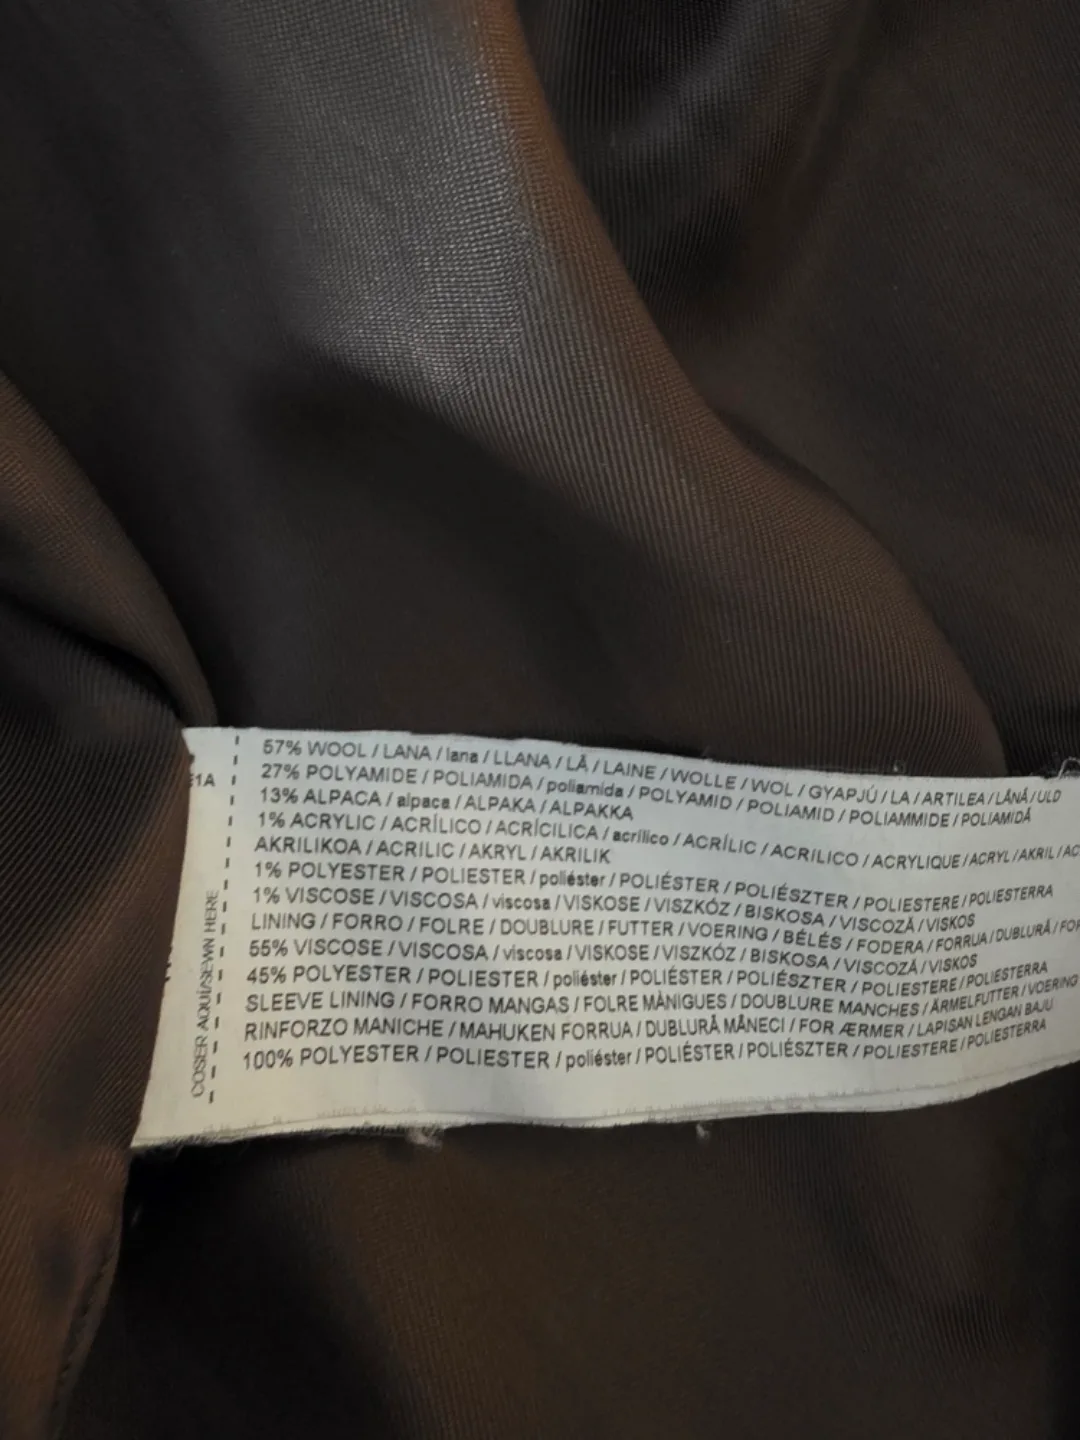 57% WOOL / LANA / lana / LLANA / LÃ / LAINE / WOLLE / WOL / GYAPJÚ / LA / ARTILEA / LÂNĂ / ULD
27% POLYAMIDE / POLIAMIDA / poliamida / POLYAMID / POLIAMID / POLIAMMIDE / POLIAMIDĂ
13% ALPACA / alpaca / ALPAKA / ALPAKKA
1% ACRYLIC / ACRÍLICO / ACRÍCILICA / acrílico / ACRÍLIC / ACRILICO / ACRYLIQUE / ACRYL / AKRIL / AC
AKRILIKOA / ACRILIC / AKRYL / AKRILIK
1% POLYESTER / POLIESTER / poliéster / POLIÉSTER / POLIÉSZTER / POLIESTERE / POLIESTERRA
1% VISCOSE / VISCOSA / viscosa / VISKOSE / VISZKÓZ / BISKOSA / VISCOZĂ / VISKOS
LINING / FORRO / FOLRE / DOUBLURE / FUTTER / VOERING / BÉLÉS / FODERA / FORRUA / DUBLURĂ / FOR
55% VISCOSE / VISCOSA / viscosa / VISKOSE / VISZKÓZ / BISKOSA / VISCOZĂ / VISKOS
45% POLYESTER / POLIESTER / poliéster / POLIÉSTER / POLIÉSZTER / POLIESTERE / POLIESTERRA
SLEEVE LINING / FORRO MANGAS / FOLRE MÀNIGUES / DOUBLURE MANCHES / ÄRMELFUTTER / VOERING
RINFORZO MANICHE / MAHUKEN FORRUA / DUBLURĂ MÂNECI / FOR ÆRMER / LAPISAN LENGAN BAJU
100% POLYESTER / POLIESTER / poliéster / POLIÉSTER / POLIÉSZTER / POLIESTERE / POLIESTERRA
COSER AQUÍ/SEWN HERE